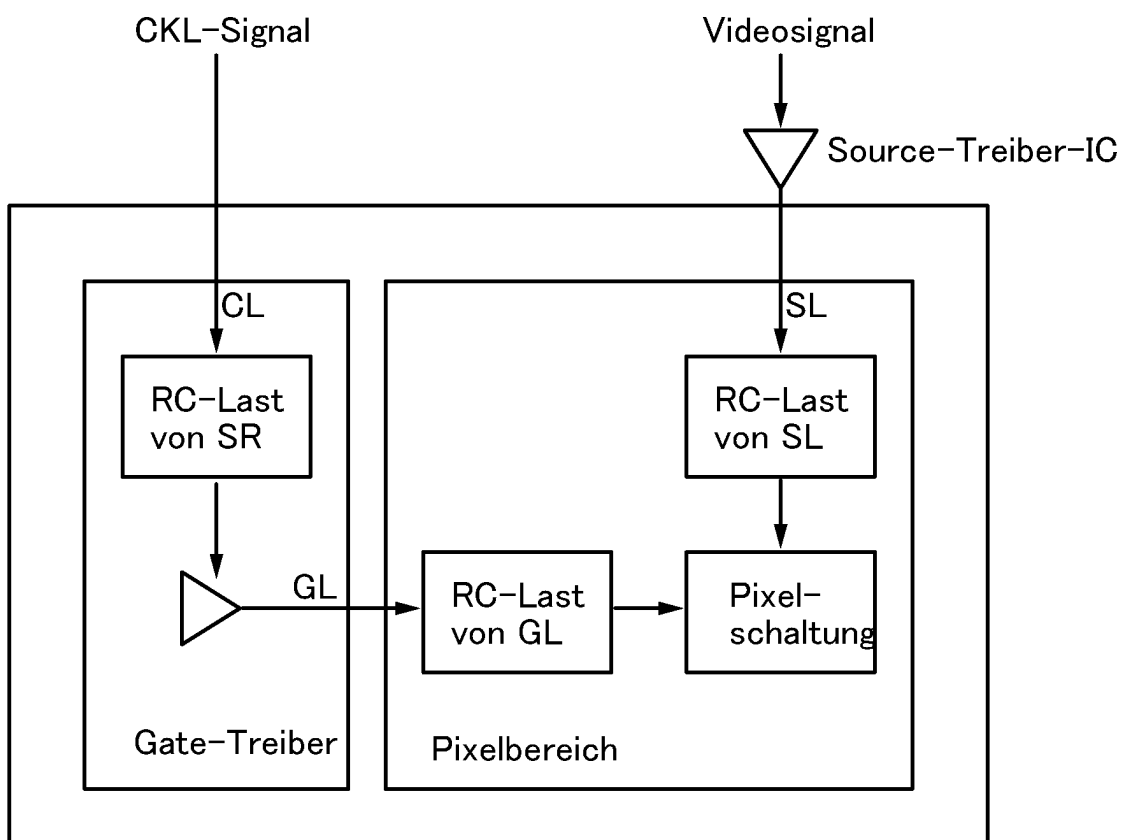 CKL-Signal
Videosignal
Source-Treiber-IC
CL
SL
RC-Last
von SR
RC-Last
von SL
GL
RC-Last
von GL
Pixel-
schaltung
Gate-Treiber
Pixelbereich